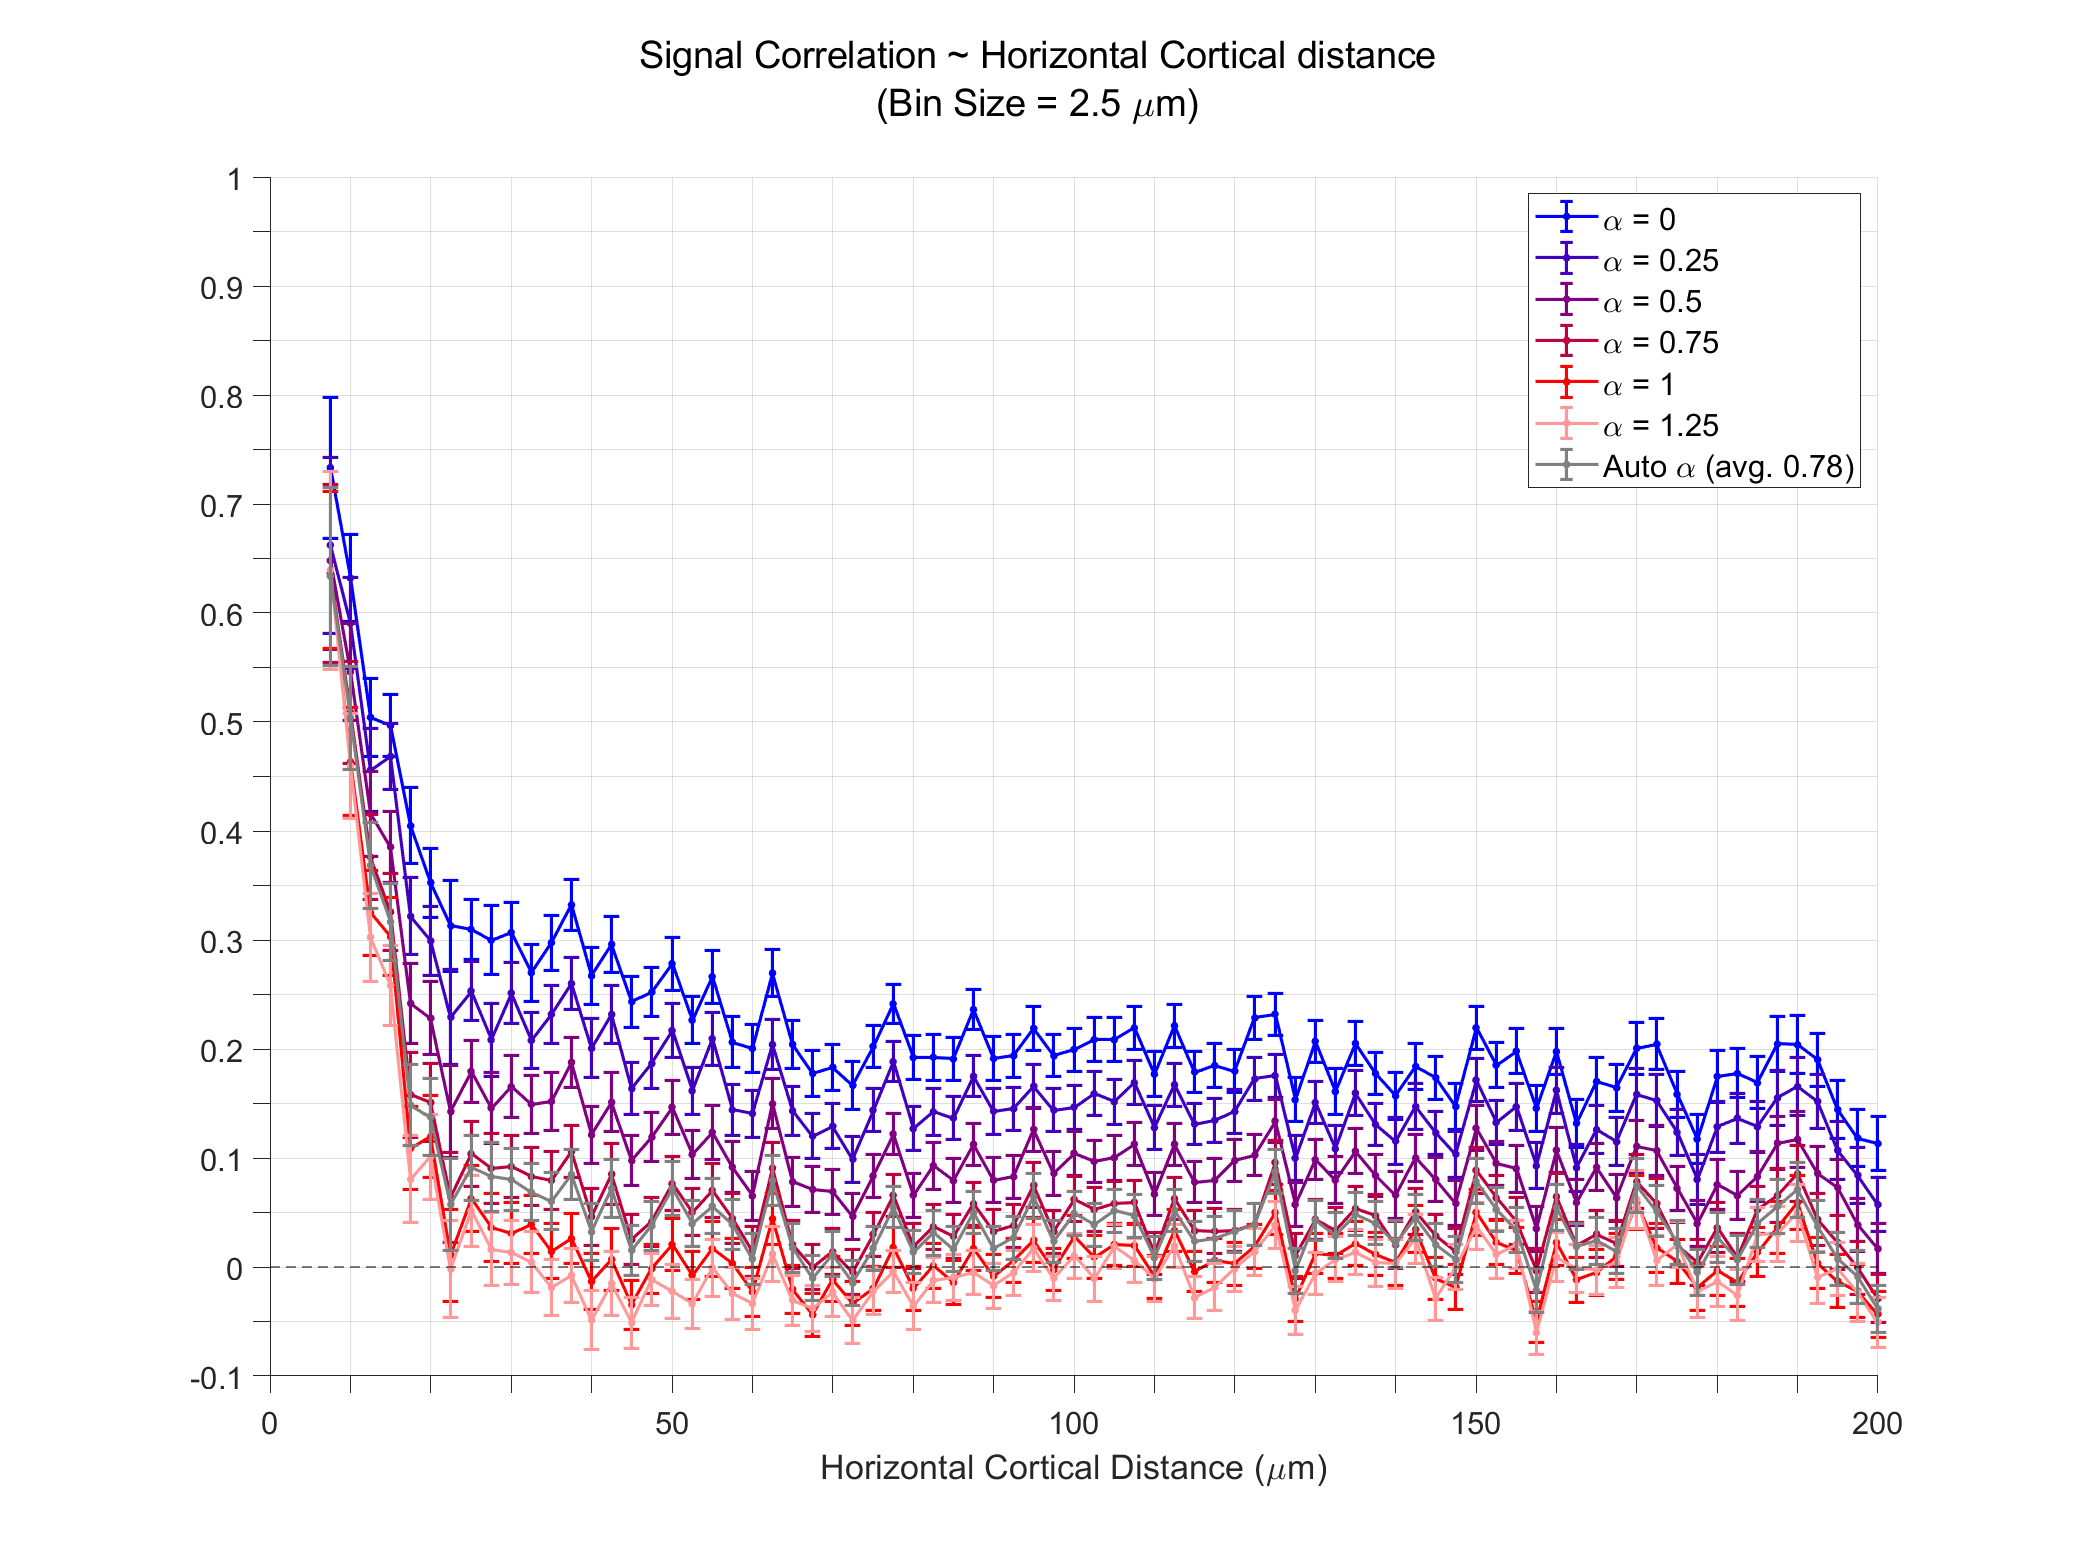 Signal Correlation ~ Horizontal Cortical distance
(Bin Size = 2.5 μm)
1
0.9
0.8
0.7
0.6
0.5
0.4
0.3
0.2
0.1
0
-0.1
α = 0
α = 0.25
α = 0.5
α = 0.75
α = 1
α = 1.25
Auto α (avg. 0.78)
0 50 100 150 200
Horizontal Cortical Distance (μm)